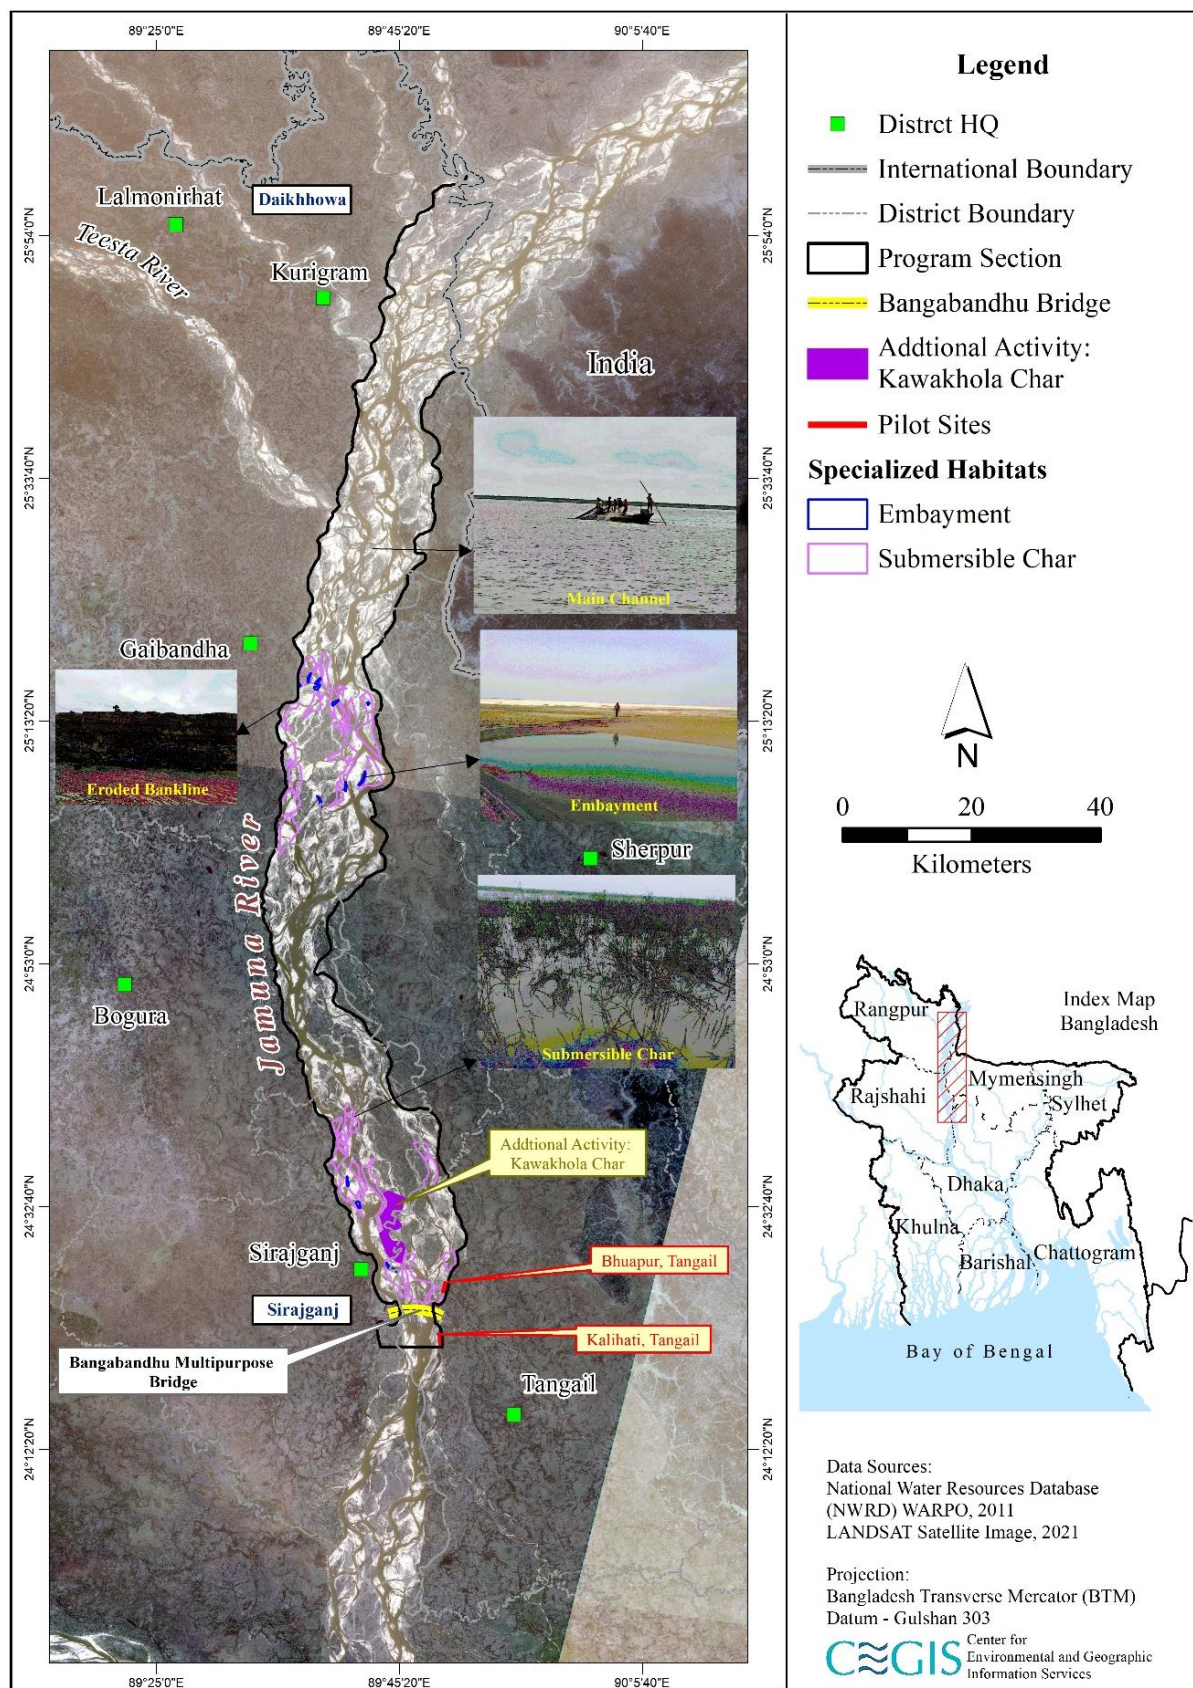 89°25'0"E
89°45'20"E
90°5'40"E
25°54'0"N
25°33'40"N
25°13'20"N
24°53'0"N
24°32'40"N
24°12'20"N
Lalmonirhat
Daikhhowa
Teesta River
Kurigram
India
Main Channel
Gaibandha
Eroded Bankline
Embayment
Sherpur
Jamuna River
Submersible Char
Bogura
Addtional Activity:
Kawakhola Char
Sirajganj
Bhuapur, Tangail
Sirajganj
Kalihati, Tangail
Bangabandhu Multipurpose
Bridge
Tangail
25°54'0"N
25°33'40"N
25°13'20"N
24°53'0"N
24°32'40"N
24°12'20"N
89°25'0"E
89°45'20"E
90°5'40"E
Legend
Distrct HQ
International Boundary
District Boundary
Program Section
Bangabandhu Bridge
Addtional Activity:
Kawakhola Char
Pilot Sites
Specialized Habitats
Embayment
Submersible Char
N
0 20 40
Kilometers
Index Map
Bangladesh
Rangpur
Mymensingh
Rajshahi
Sylhet
Dhaka
Khulna
Barishal
Chattogram
Bay of Bengal
Data Sources:
National Water Resources Database
(NWRD) WARPO, 2011
LANDSAT Satellite Image, 2021
Projection:
Bangladesh Transverse Mercator (BTM)
Datum - Gulshan 303
CEGIS
Center for
Environmental and Geographic
Information Services